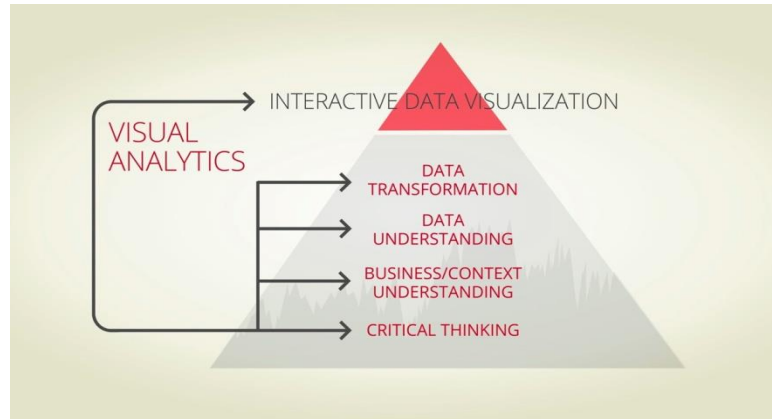 INTERACTIVE DATA VISUALIZATION
VISUAL
ANALYTICS
DATA
TRANSFORMATION
DATA
UNDERSTANDING
BUSINESS/CONTEXT
UNDERSTANDING
CRITICAL THINKING